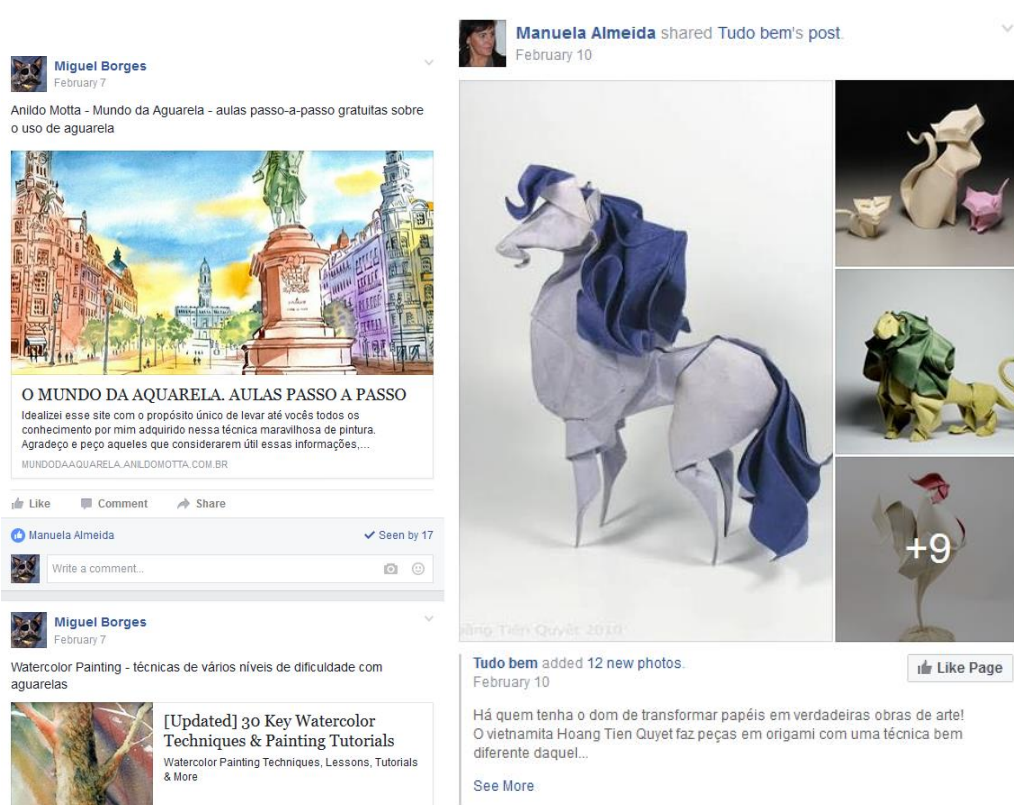 Miguel Borges
February 7
Anildo Motta - Mundo da Aguarela - aulas passo-a-passo gratuitas sobre
o uso de aguarela
O MUNDO DA AQUARELA. AULAS PASSO A PASSO
Idealizei esse site com o propósito único de levar até vocês todos os
conhecimento por mim adquirido nessa técnica maravilhosa de pintura.
Agradeço e peço aqueles que considerarem útil essas informações,...
MUNDODAAQUARELA.ANILDOMOTTA.COM.BR
Like Comment Share
Manuela Almeida Seen by 17
Write a comment...
Miguel Borges
February 7
Watercolor Painting - técnicas de vários níveis de dificuldade com
aguarelas
[Updated] 30 Key Watercolor
Techniques & Painting Tutorials
Watercolor Painting Techniques, Lessons, Tutorials
& More
Manuela Almeida shared Tudo bem's post.
February 10
+9
Tien Quyet 2010
Tudo bem added 12 new photos.
Like Page
February 10
Há quem tenha o dom de transformar papéis em verdadeiras obras de arte!
O vietnamita Hoang Tien Quyet faz peças em origami com uma técnica bem
diferente daquel...
See More